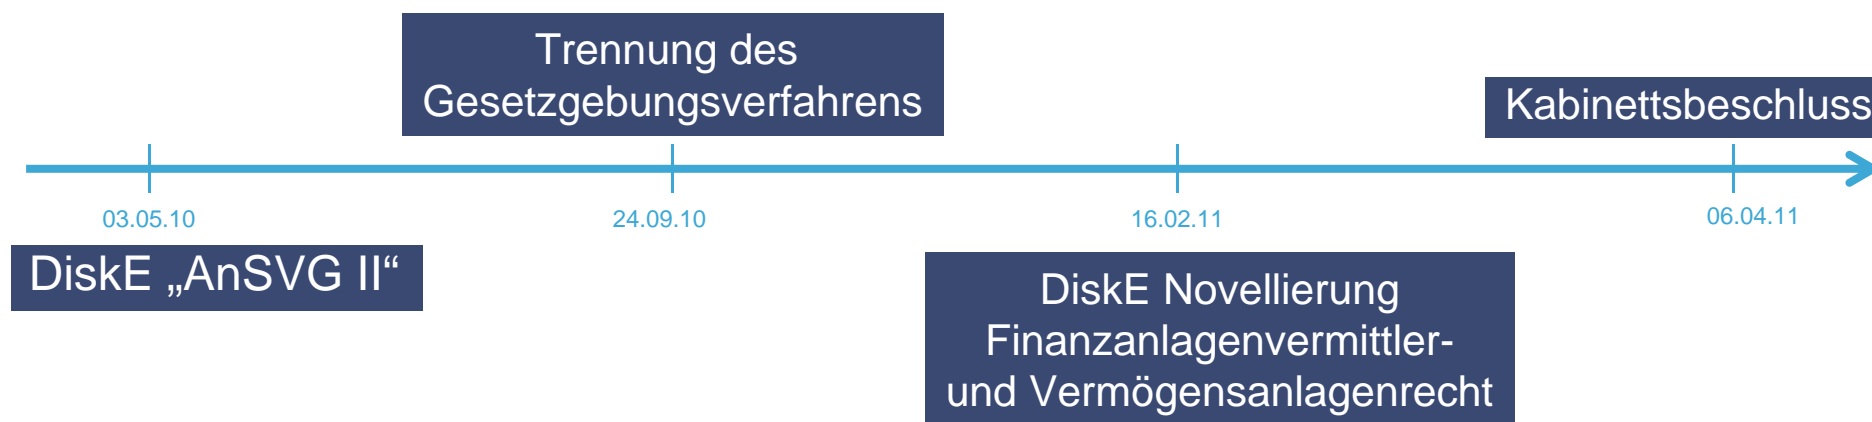 Trennung des
Gesetzgebungsverfahrens
Kabinettsbeschluss
03.05.10
24.09.10
16.02.11
06.04.11
DiskE „AnSVG II“
DiskE Novellierung
Finanzanlagenvermittler-
und Vermögensanlagenrecht